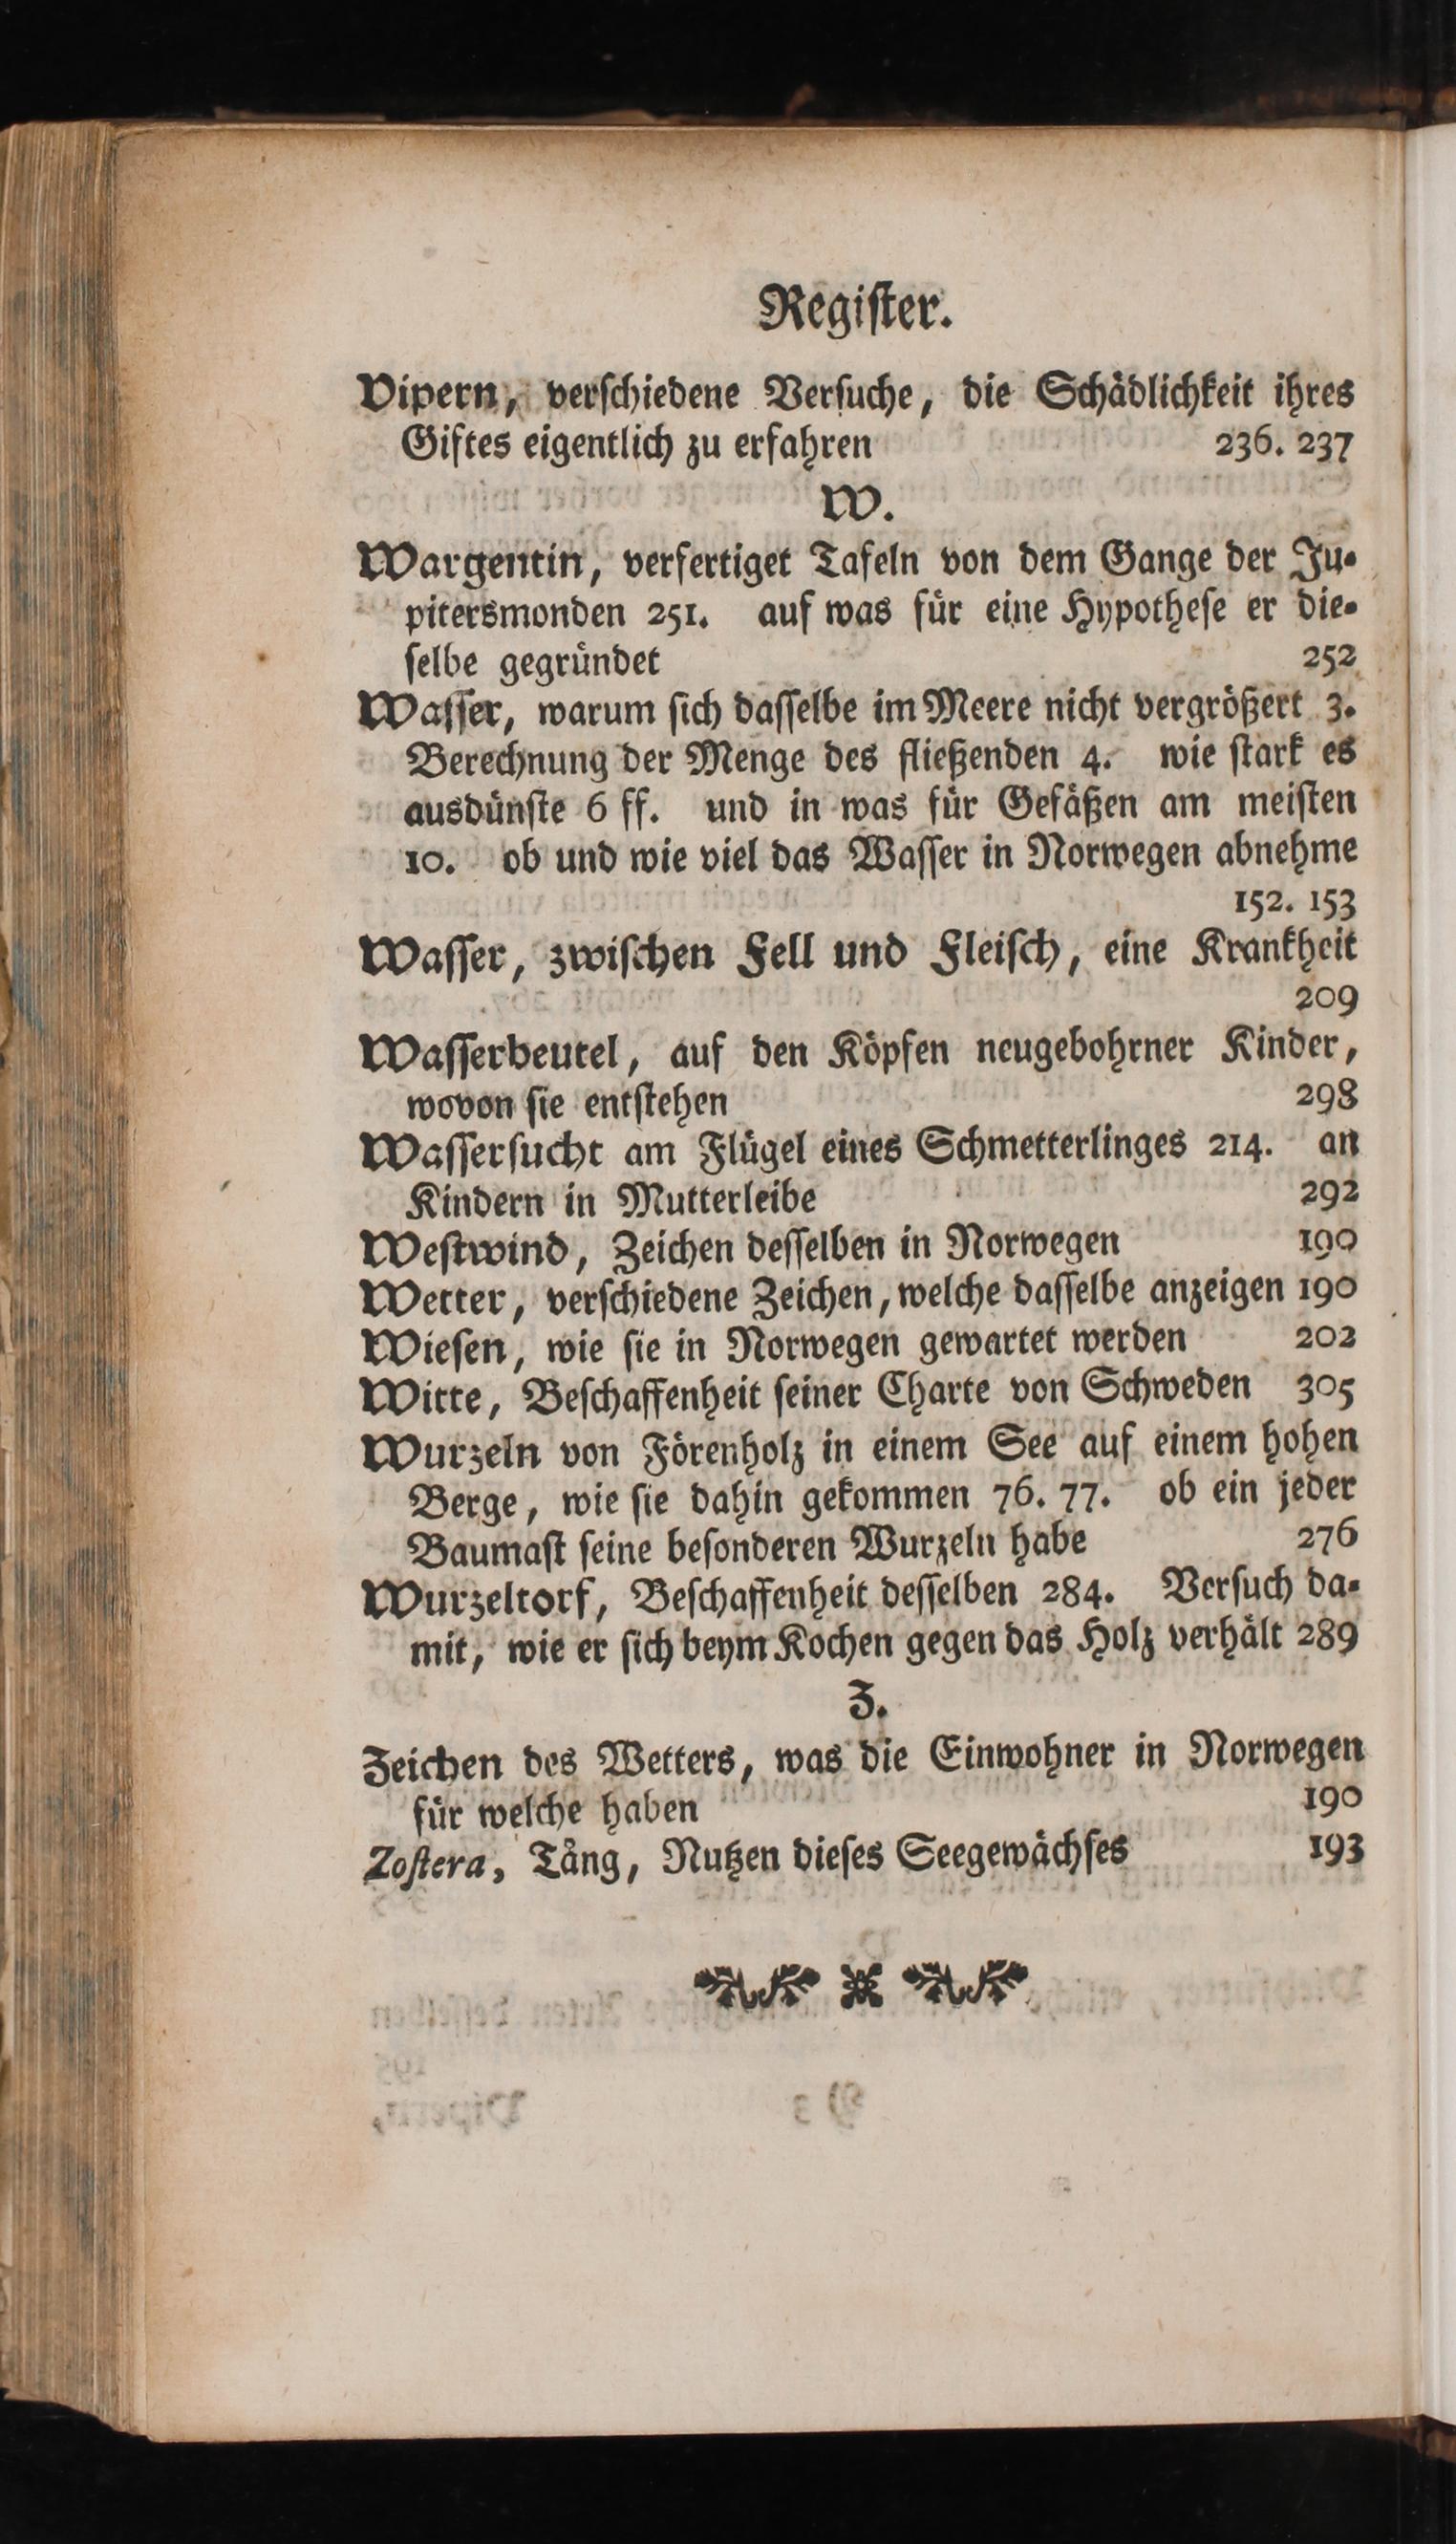 Regiſter.
Vipern, verſchiedene Verſuche, die Schädlichkeit ihres
Giftes eigentlich zu erfahren 236. 237
W.
Wargentin, verfertiget Tafeln von dem Gange der Ju-
pitersmonden 251. auf was für eine Hypotheſe er die-
ſelbe gegründet 252
Waſſer, warum ſich daſſelbe im Meere nicht vergrößert 3.
Berechnung der Menge des fließenden 4. wie ſtark es
ausdünſte 6 ff. und in was für Gefäßen am meiſten
10. ob und wie viel das Waſſer in Norwegen abnehme
152. 153
Waſſer, zwiſchen Fell und Fleiſch, eine Krankheit
209
Waſſerbeutel, auf den Köpfen neugebohrner Kinder,
wovon ſie entſtehen 298
Waſſerſucht am Flügel eines Schmetterlinges 214. an
Kindern in Mutterleibe 292
Weſtwind, Zeichen deſſelben in Norwegen 190
Wetter, verſchiedene Zeichen, welche daſſelbe anzeigen 190
Wieſen, wie ſie in Norwegen gewartet werden 202
Witte, Beſchaffenheit ſeiner Charte von Schweden 305
Wurzeln von Förenholz in einem See auf einem hohen
Berge, wie ſie dahin gekommen 76. 77. ob ein jeder
Baumaſt ſeine beſonderen Wurzeln habe 276
Wurzeltorf, Beſchaffenheit deſſelben 284. Verſuch da-
mit, wie er ſich beym Kochen gegen das Holz verhält 289
Z.
Zeichen des Wetters, was die Einwohner in Norwegen
für welche haben 190
Zoſtera, Tång, Nutzen dieſes Seegewächſes 193